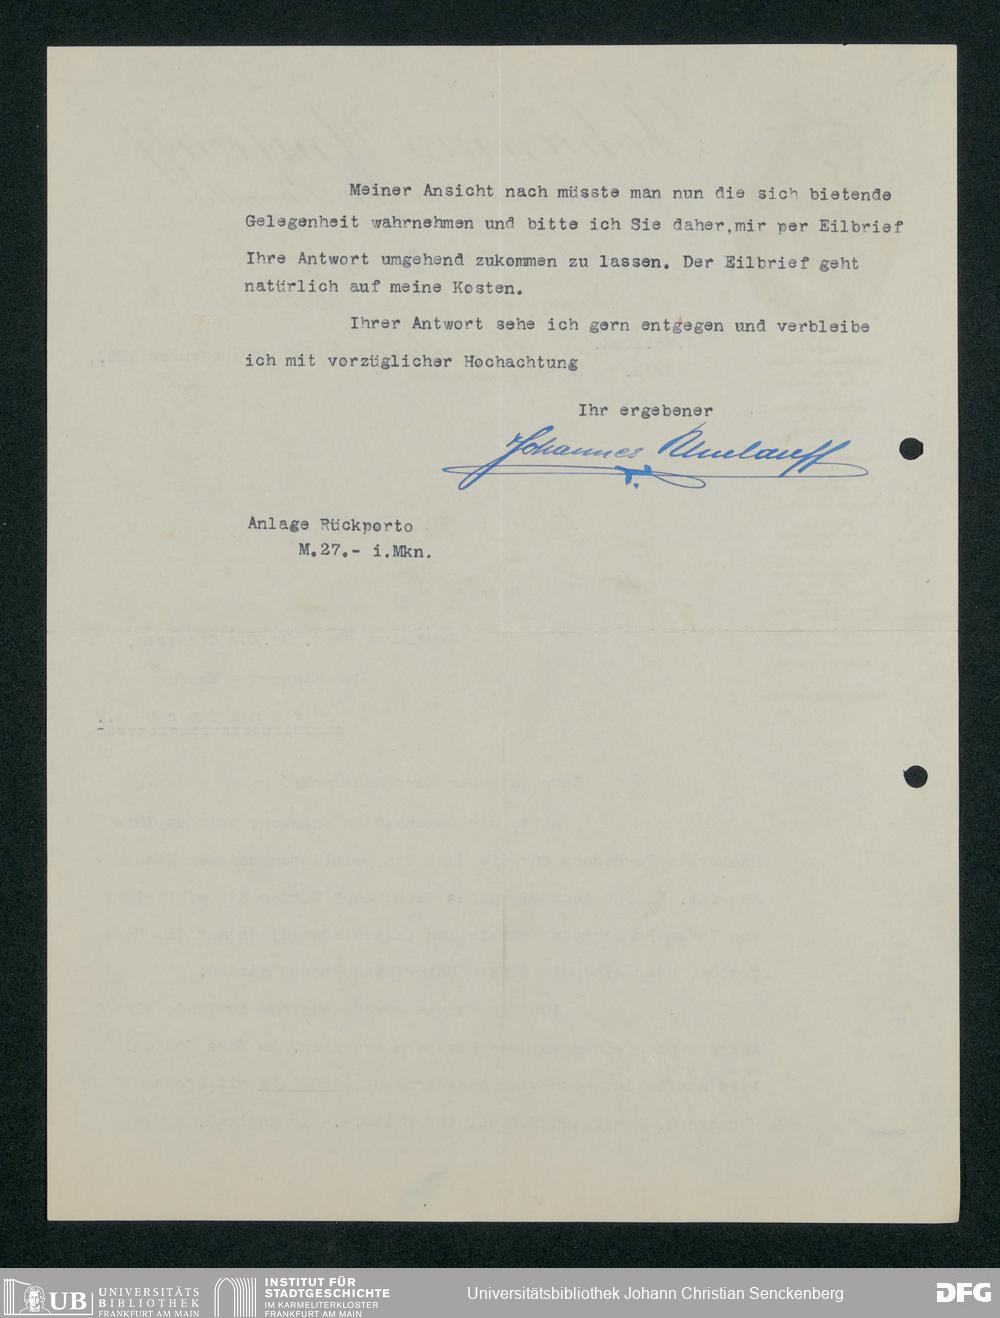 Meiner Ansicht nach müsste man nun die sich bietende
Gelegenheit wahrnehmen und bitte ich Sie daher,mir per Eilbrief
Ihre Antwort umgehend zukommen zu lassen. Der Eilbrief geht
natürlich auf meine Kosten.
Ihrer Antwort sehe ich gern entgegen und verbleibe
ich mit vorzüglicher Hochachtung
Ihr ergebener
Johannes Umlauff
Anlage Rückporto
M.27.- i.Mkn.
UB UNIVERSITÄTS
BIBLIOTHEK
FRANKFURT AM MAIN
INSTITUT FÜR
STADTGESCHICHTE
IM KARMELITERKLOSTER
FRANKFURT AM MAIN
Universitätsbibliothek Johann Christian Senckenberg
DFG